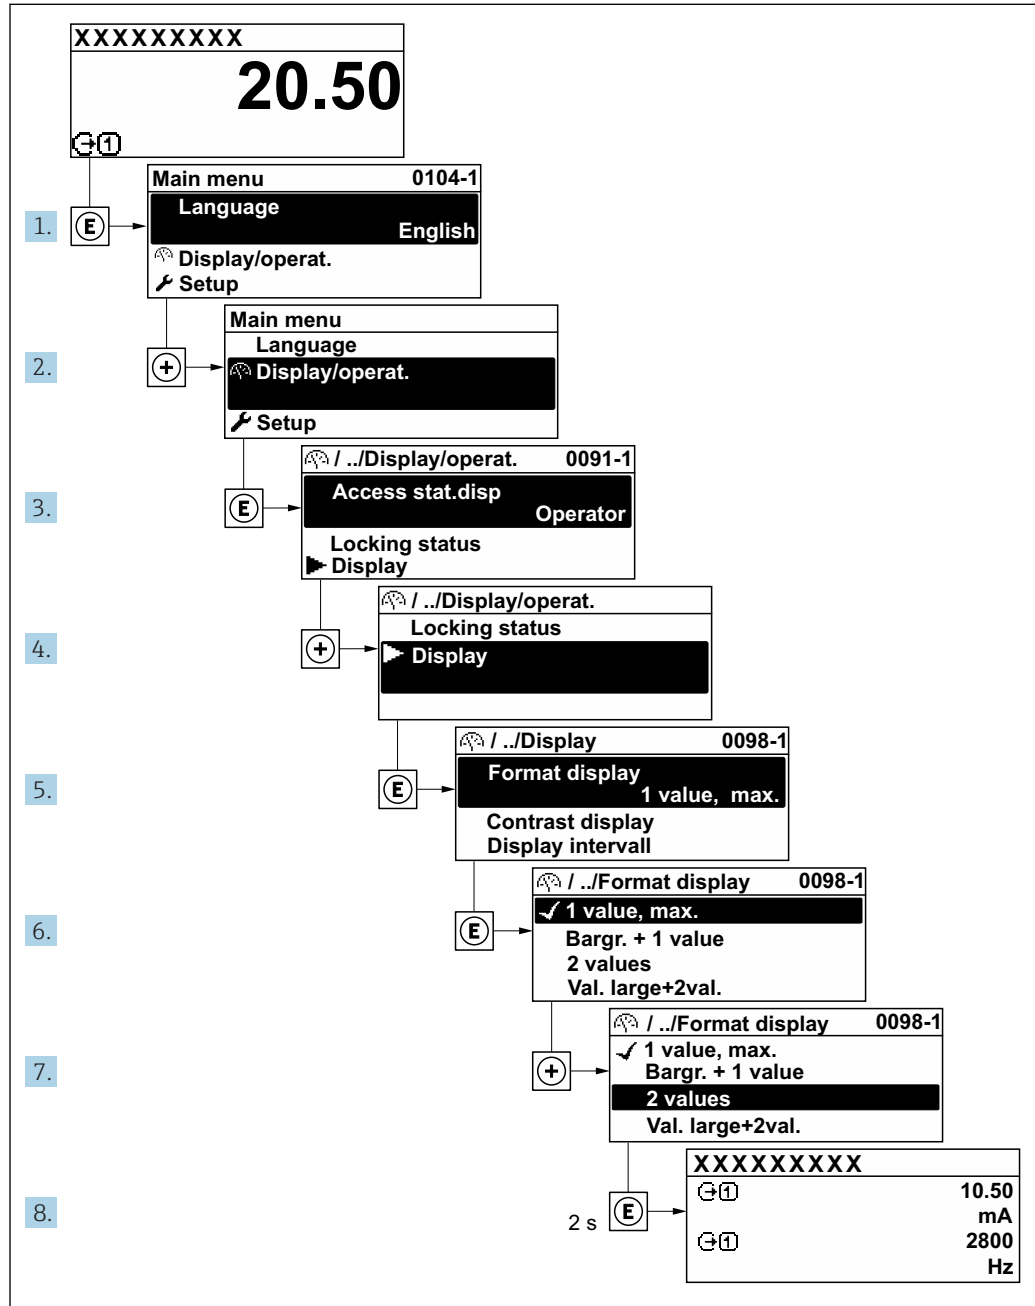 XXXXXXXXX
20.50
1
Main menu 0104-1
1. E Language
English
Display/operat.
Setup
Main menu
Language
2. + Display/operat.
Setup
/ ../Display/operat. 0091-1
3. E Access stat.disp
Operator
Locking status
Display
/ ../Display/operat.
Locking status
4. + Display
/ ../Display 0098-1
5. E Format display
1 value, max.
Contrast display
Display intervall
/ ../Format display 0098-1
6. E 1 value, max.
Bargr. + 1 value
2 values
Val. large+2val.
/ ../Format display 0098-1
7. + 1 value, max.
Bargr. + 1 value
2 values
Val. large+2val.
XXXXXXXXX
1 10.50
8. 2 s E mA
1 2800
Hz